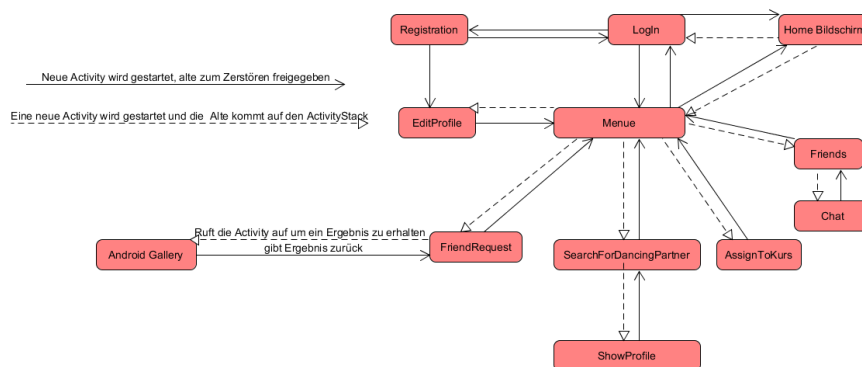 Registration
LogIn
Home Bildschirm
Neue Activity wird gestartet, alte zum Zerstören freigegeben
Eine neue Activity wird gestartet und die Alte kommt auf den ActivityStack
EditProfile
Menue
Friends
Chat
Ruft die Activity auf um ein Ergebnis zu erhalten
gibt Ergebnis zurück
Android Gallery
FriendRequest
SearchForDancingPartner
AssignToKurs
ShowProfile